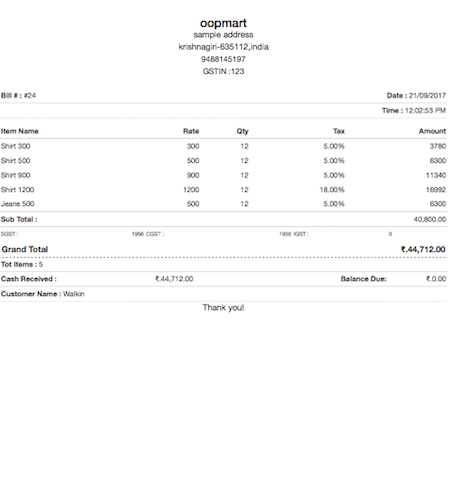 oopmart
sample address
krishnagiri-635112,india
9488145197
GSTIN :123
Bill # : #24 Date : 21/09/2017
Time : 12:02:53 PM
Item Name Rate Qty Tax Amount
Shirt 300 300 12 5.00% 3780
Shirt 500 500 12 5.00% 6300
Shirt 900 900 12 5.00% 11340
Shirt 1200 1200 12 18.00% 16992
Jeans 500 500 12 5.00% 6300
Sub Total : 40,800.00
SGST : 1956 CGST : 1956 IGST : 0
Grand Total ₹.44,712.00
Tot Items : 5
Cash Received : ₹.44,712.00 Balance Due: ₹.0.00
Customer Name : Walkin
Thank you!